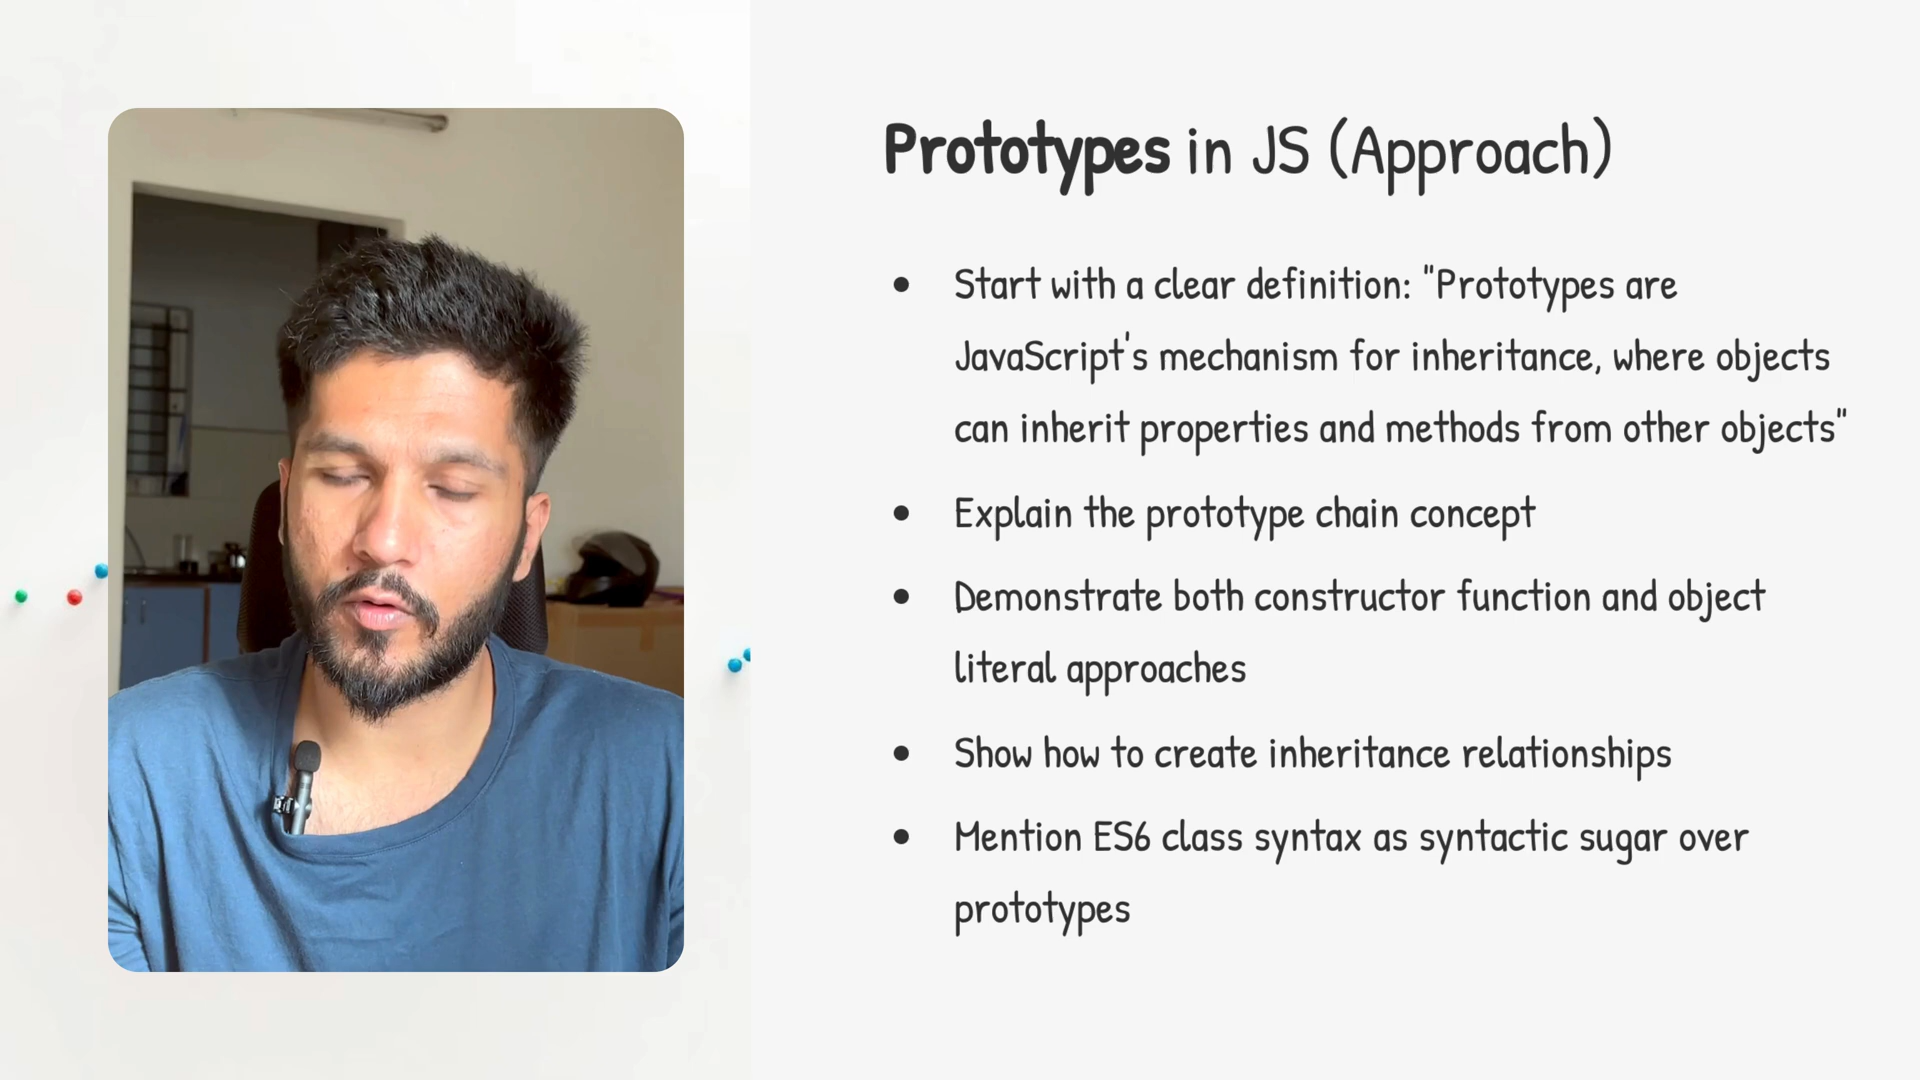 Prototypes in JS (Approach)
● Start with a clear definition: "Prototypes are
JavaScript's mechanism for inheritance, where objects
can inherit properties and methods from other objects"
● Explain the prototype chain concept
● Demonstrate both constructor function and object
literal approaches
● Show how to create inheritance relationships
● Mention ES6 class syntax as syntactic sugar over
prototypes